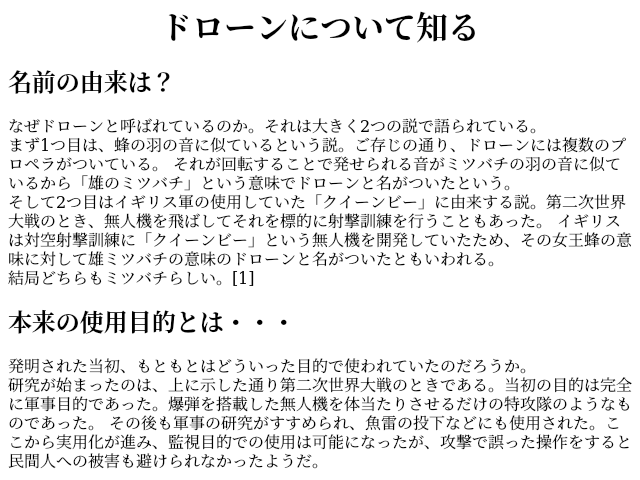 ドローンについて知る
名前の由来は？
なぜドローンと呼ばれているのか。それは大きく2つの説で語られている。
まず1つ目は、蜂の羽の音に似ているという説。ご存じの通り、ドローンには複数のプ
ロペラがついている。 それが回転することで発せられる音がミツバチの羽の音に似て
いるから「雄のミツバチ」という意味でドローンと名がついたという。
そして2つ目はイギリス軍の使用していた「クイーンビー」に由来する説。第二次世界
大戦のとき、無人機を飛ばしてそれを標的に射撃訓練を行うこともあった。 イギリス
は対空射撃訓練に「クイーンビー」という無人機を開発していたため、その女王蜂の意
味に対して雄ミツバチの意味のドローンと名がついたともいわれる。
結局どちらもミツバチらしい。[1]
本来の使用目的とは・・・
発明された当初、もともとはどういった目的で使われていたのだろうか。
研究が始まったのは、上に示した通り第二次世界大戦のときである。当初の目的は完全
に軍事目的であった。爆弾を搭載した無人機を体当たりさせるだけの特攻隊のようなも
のであった。 その後も軍事の研究がすすめられ、魚雷の投下などにも使用された。こ
こから実用化が進み、監視目的での使用は可能になったが、攻撃で誤った操作をすると
民間人への被害も避けられなかったようだ。